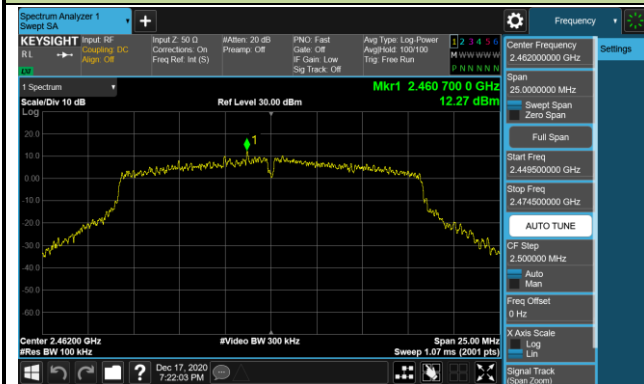 Spectrum Analyzer 1
Swept SA
Frequency
KEYSIGHT
RL
Input: RF
Coupling: DC
Align: Off
Input Z: 50 Ω
Corrections: On
Freq Ref: Int (S)
#Atten: 20 dB
Preamp: Off
PNO: Fast
Gate: Off
IF Gain: Low
Sig Track: Off
Avg Type: Log-Power
Avg|Hold: 100/100
Trig: Free Run
1 2 3 4 5 6
M W W W W W
P N N N N N
1 Spectrum
Scale/Div 10 dB
Log
Ref Level 30.00 dBm
Mkr1 2.460 700 0 GHz
12.27 dBm
1
20.0
10.0
0.00
-10.0
-20.0
-30.0
-40.0
-50.0
-60.0
Center 2.46200 GHz
#Res BW 100 kHz
#Video BW 300 kHz
Span 25.00 MHz
Sweep 1.07 ms (2001 pts)
Center Frequency
2.462000000 GHz
Settings
Span
25.0000000 MHz
Swept Span
Zero Span
Full Span
Start Freq
2.449500000 GHz
Stop Freq
2.474500000 GHz
AUTO TUNE
CF Step
2.500000 MHz
Auto
Man
Freq Offset
0 Hz
X Axis Scale
Log
Lin
Signal Track
(Span Zoom)
?
Dec 17, 2020
7:22:03 PM